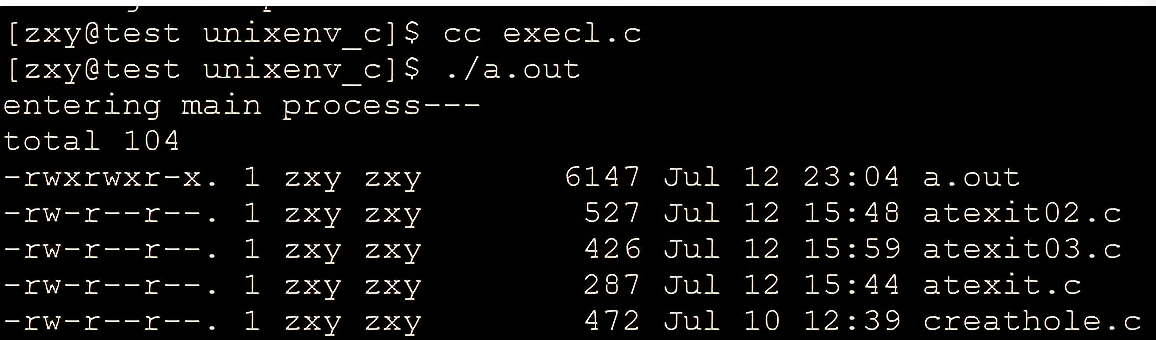 [zxy@test unixenv_c]$ cc execl.c
[zxy@test unixenv_c]$ ./a.out
entering main process---
total 104
-rwxrwxr-x. 1 zxy zxy       6147 Jul 12 23:04 a.out
-rw-r--r--. 1 zxy zxy        527 Jul 12 15:48 atexit02.c
-rw-r--r--. 1 zxy zxy        426 Jul 12 15:59 atexit03.c
-rw-r--r--. 1 zxy zxy        287 Jul 12 15:44 atexit.c
-rw-r--r--. 1 zxy zxy        472 Jul 10 12:39 creathole.c